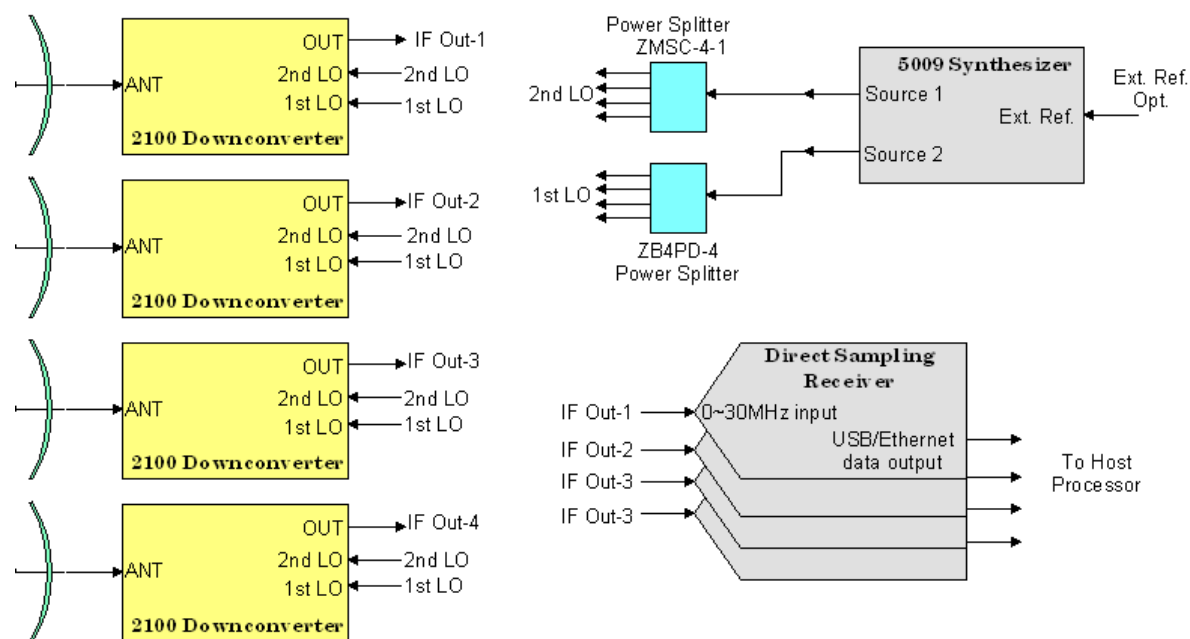 OUT
IF Out-1
2nd LO
2nd LO
ANT
1st LO
1st LO
2100 Downconverter
OUT
IF Out-2
2nd LO
2nd LO
ANT
1st LO
1st LO
2100 Downconverter
OUT
IF Out-3
2nd LO
2nd LO
ANT
1st LO
1st LO
2100 Downconverter
OUT
IF Out-4
2nd LO
2nd LO
ANT
1st LO
1st LO
2100 Downconverter
Power Splitter
ZMSC-4-1
2nd LO
5009 Synthesizer
Source 1
Ext. Ref.
Source 2
Ext. Ref.
Opt.
1st LO
ZB4PD-4
Power Splitter
Direct Sampling
Receiver
IF Out-1
0~30MHz input
IF Out-2
IF Out-3
IF Out-3
USB/Ethernet
data output
To Host
Processor